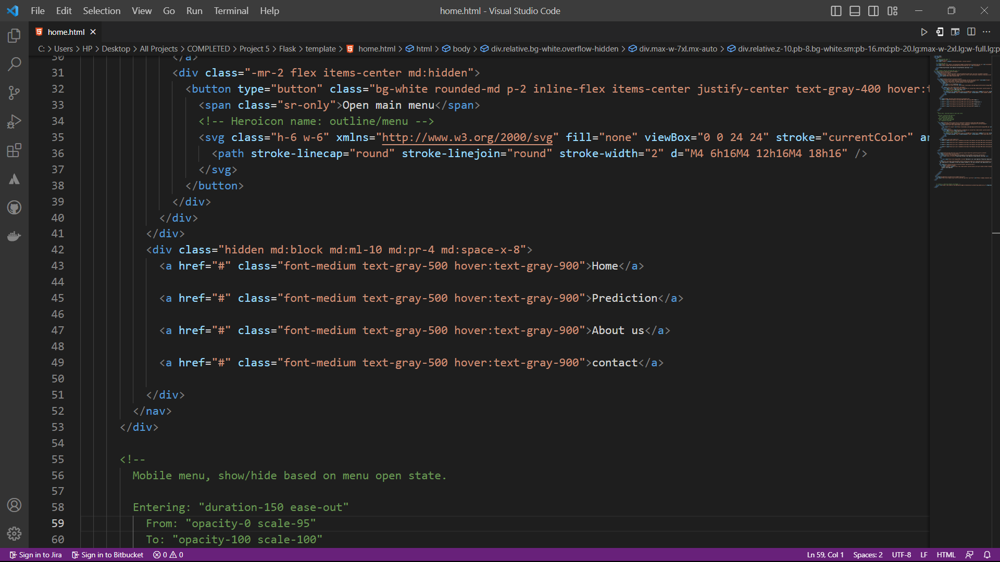 File Edit Selection View Go Run Terminal Help
home.html - Visual Studio Code
home.html
C: > Users > HP > Desktop > All Projects > COMPLETED > Project 5 > Flask > template > home.html > html > body > div.relative.bg-white.overflow-hidden > div.max-w-7xl.mx-auto > div.relative.z-10.pb-8.bg-white.sm:pb-16.md:pb-20.lg:max-w-2xl.lg:w-full.lg:p
30 </a>
31 <div class="-mr-2 flex items-center md:hidden">
32 <button type="button" class="bg-white rounded-md p-2 inline-flex items-center justify-center text-gray-400 hover:t
33 <span class="sr-only">Open main menu</span>
34 <!-- Heroicon name: outline/menu -->
35 <svg class="h-6 w-6" xmlns="http://www.w3.org/2000/svg" fill="none" viewBox="0 0 24 24" stroke="currentColor" ar
36 <path stroke-linecap="round" stroke-linejoin="round" stroke-width="2" d="M4 6h16M4 12h16M4 18h16" />
37 </svg>
38 </button>
39 </div>
40 </div>
41 </div>
42 <div class="hidden md:block md:ml-10 md:pr-4 md:space-x-8">
43 <a href="#" class="font-medium text-gray-500 hover:text-gray-900">Home</a>
44
45 <a href="#" class="font-medium text-gray-500 hover:text-gray-900">Prediction</a>
46
47 <a href="#" class="font-medium text-gray-500 hover:text-gray-900">About us</a>
48
49 <a href="#" class="font-medium text-gray-500 hover:text-gray-900">contact</a>
50
51 </div>
52 </nav>
53 </div>
54
55 <!--
56 Mobile menu, show/hide based on menu open state.
57
58 Entering: "duration-150 ease-out"
59 From: "opacity-0 scale-95"
60 To: "opacity-100 scale-100"
Sign in to Jira Sign in to Bitbucket 0 0 Ln 59, Col 1 Spaces: 2 UTF-8 LF HTML